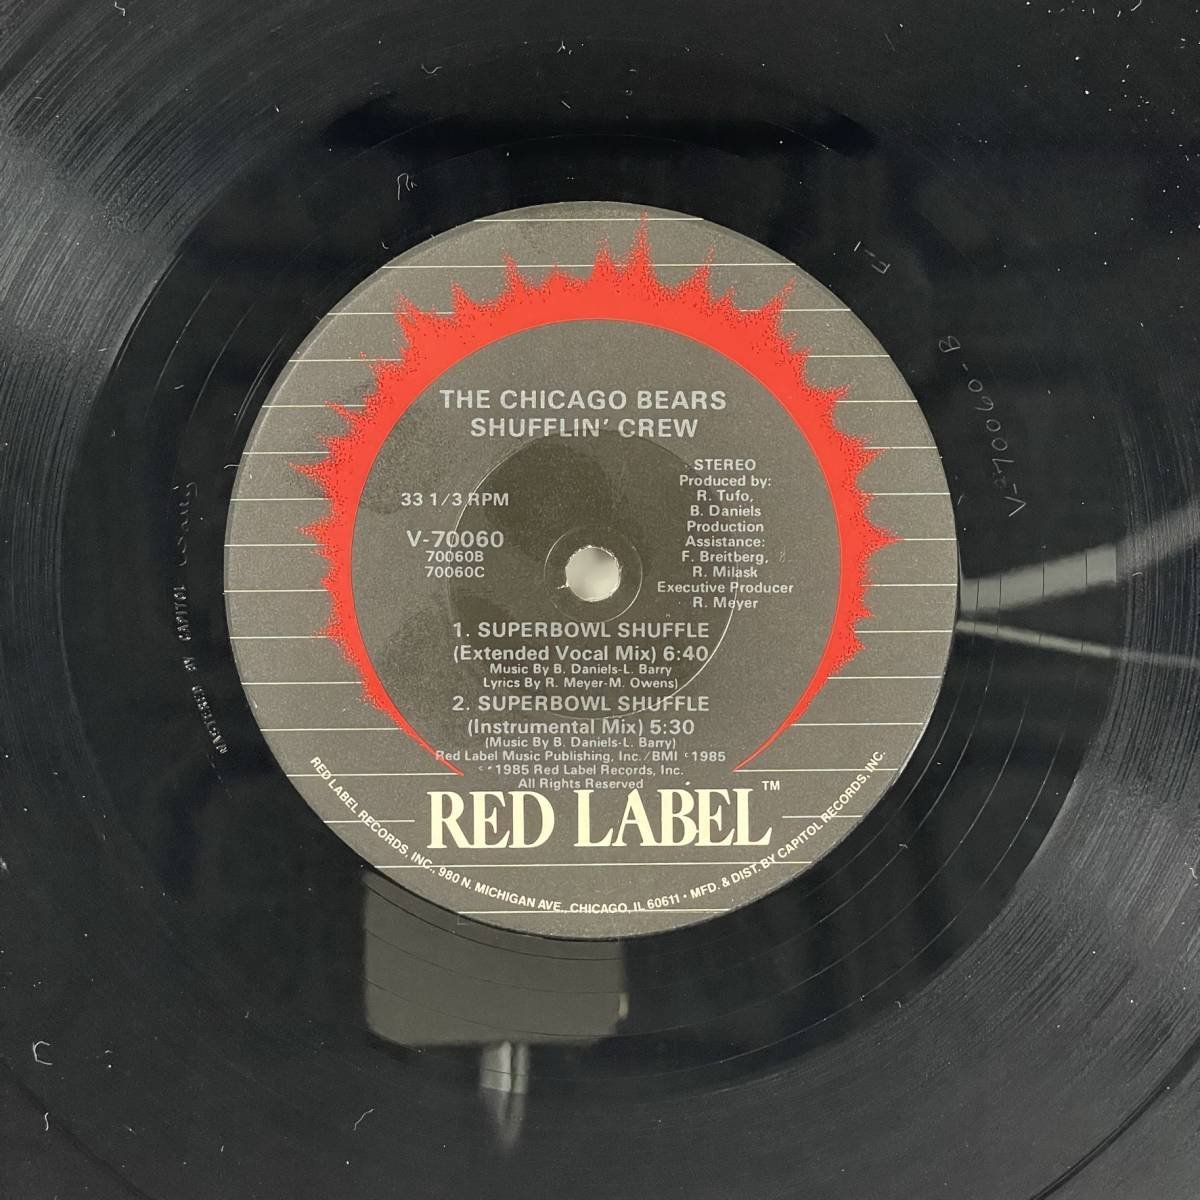 THE CHICAGO BEARS
SHUFFLIN' CREW
33 1/3 RPM
V-70060
70060B
70060C
STEREO
Produced by:
R. Tufo,
B. Daniels
Production
Assistance:
F. Breitberg,
R. Milask
Executive Producer
R. Meyer
1. SUPERBOWL SHUFFLE
(Extended Vocal Mix) 6:40
Music By B. Daniels-L. Barry
Lyrics By R. Meyer-M. Owens)
2. SUPERBOWL SHUFFLE
(Instrumental Mix) 5:30
(Music By B. Daniels-L. Barry)
Red Label Music Publishing, Inc./BMI c 1985
1985 Red Label Records, Inc.
All Rights Reserved
RED LABEL™
RED LABEL RECORDS, INC., 980 N. MICHIGAN AVE., CHICAGO, IL 60611 • MFD. & DIST. BY CAPITOL RECORDS, INC.
MASTERED BY CAPITOL
V-70060-B